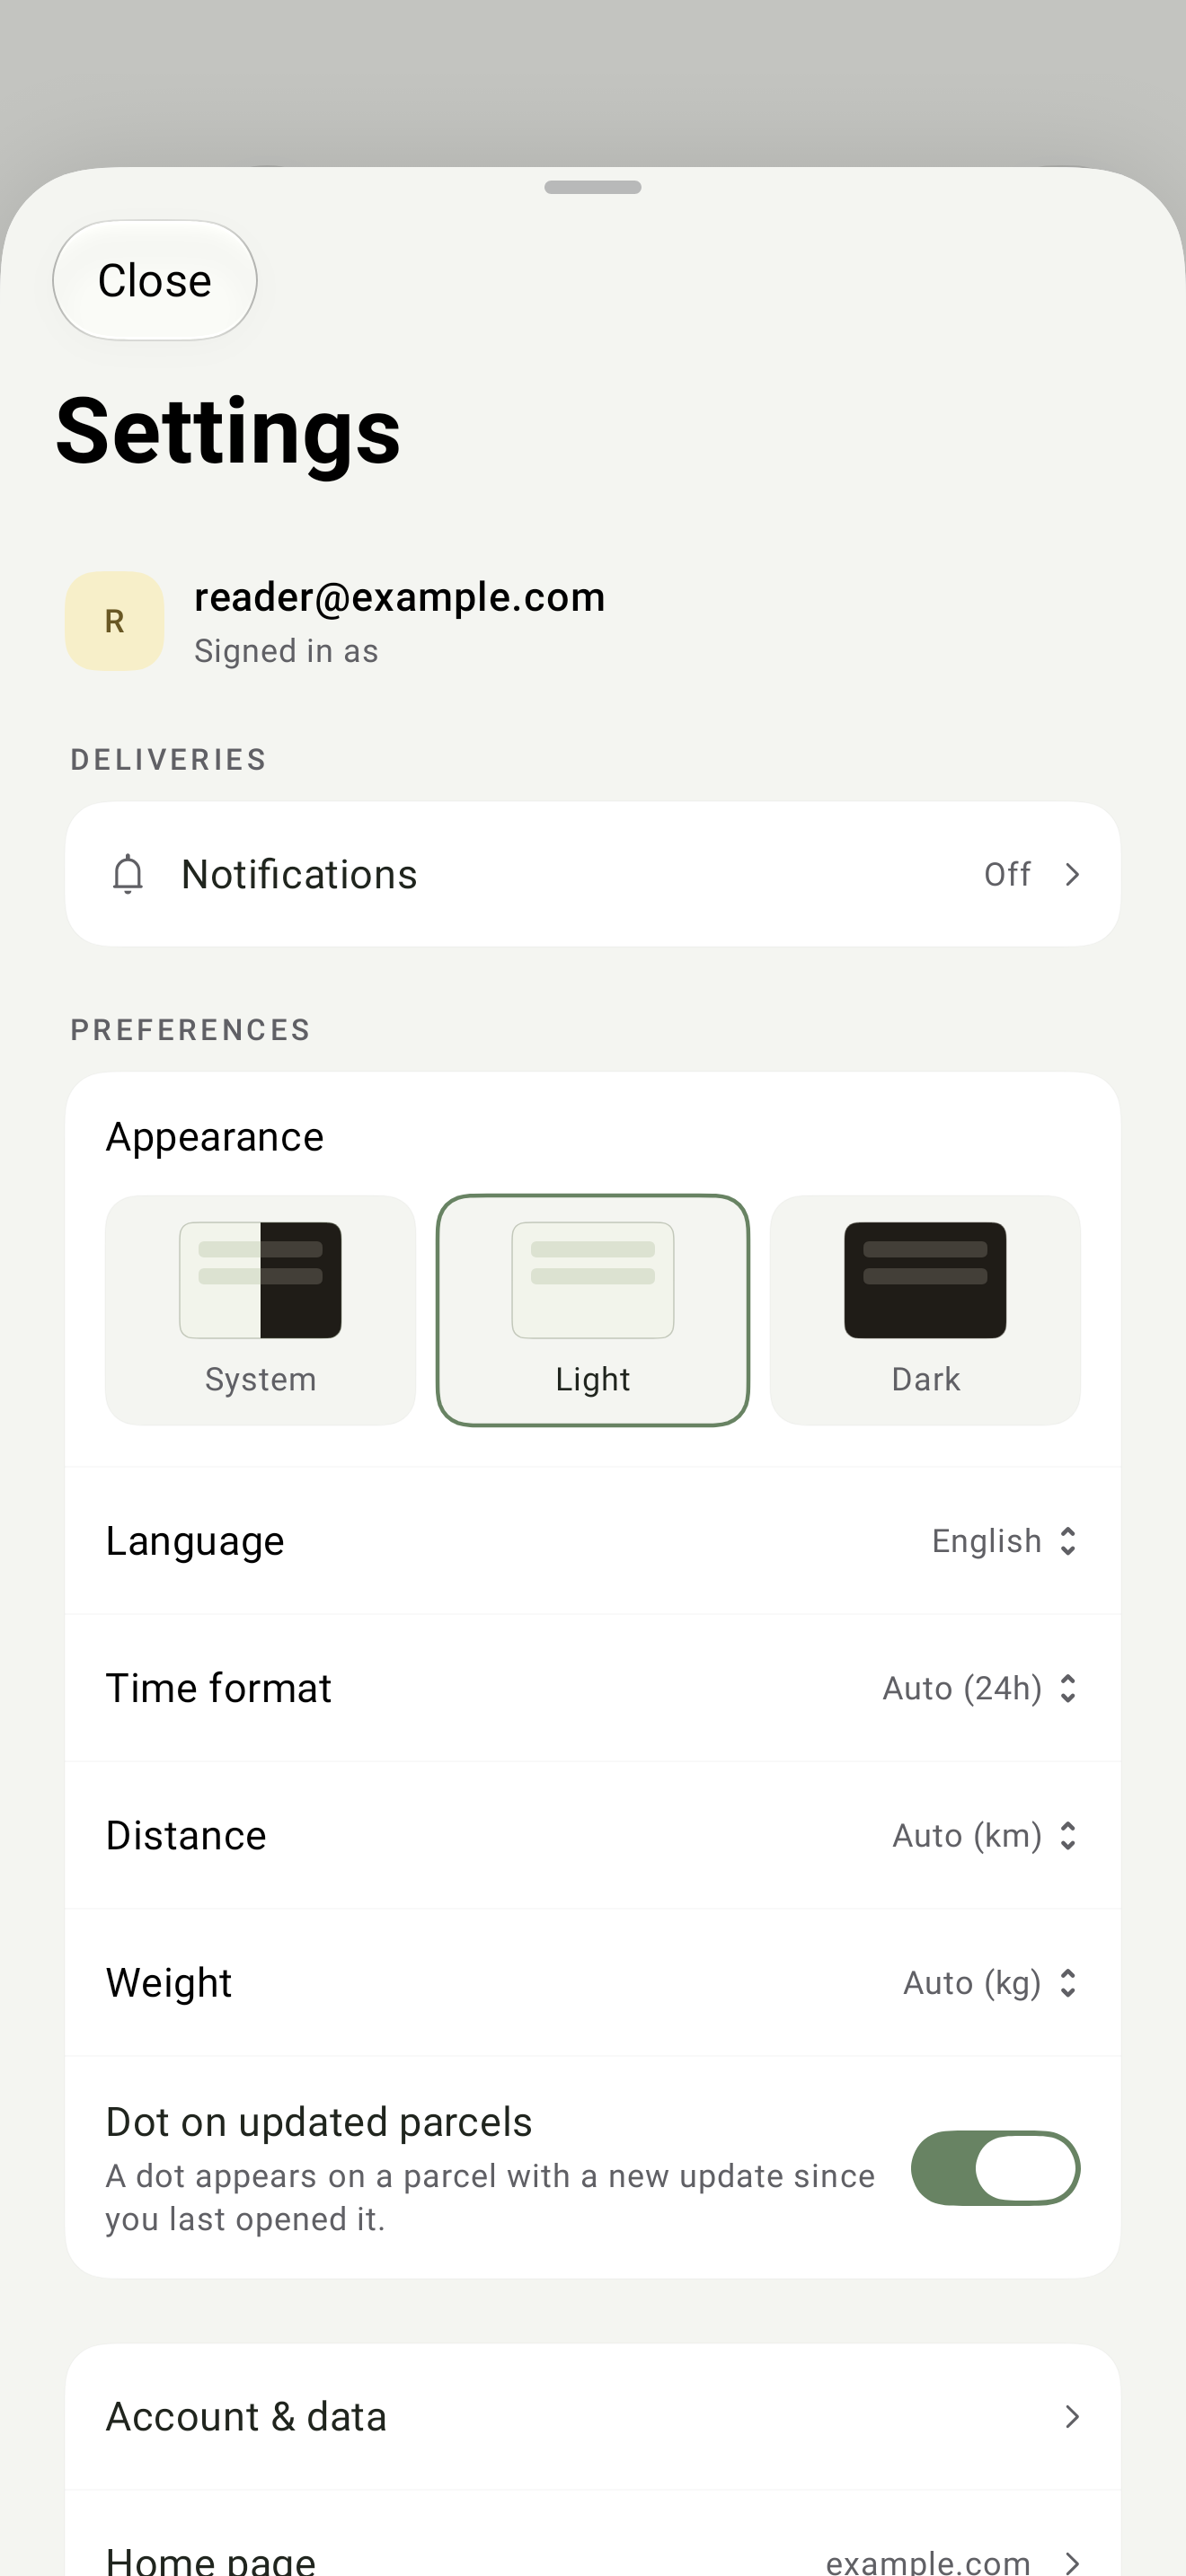 Close
Settings
R
reader@example.com
Signed in as
DELIVERIES
Notifications
Off
PREFERENCES
Appearance
System
Light
Dark
Language
English
Time format
Auto (24h)
Distance
Auto (km)
Weight
Auto (kg)
Dot on updated parcels
A dot appears on a parcel with a new update since
you last opened it.
Account & data
Home page
example.com